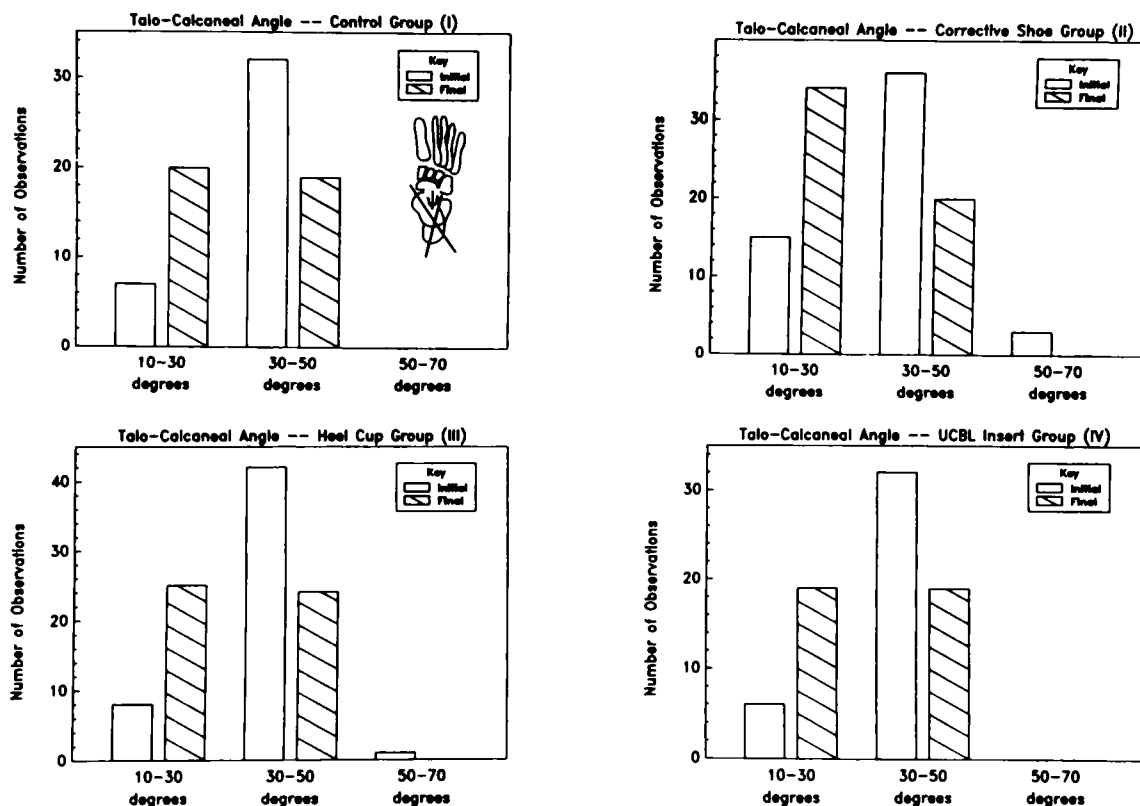 Talo-Calcaneal Angle -- Control Group (I)
Key
Initial
Final
Number of Observations
30
20
10
0
10-30 30-50 50-70
degrees degrees degrees
Talo-Calcaneal Angle -- Corrective Shoe Group (II)
Key
Initial
Final
Number of Observations
30
20
10
0
10-30 30-50 50-70
degrees degrees degrees
Talo-Calcaneal Angle -- Heel Cup Group (III)
Key
Initial
Final
Number of Observations
40
30
20
10
0
10-30 30-50 50-70
degrees degrees degrees
Talo-Calcaneal Angle -- UCBL Insert Group (IV)
Key
Initial
Final
Number of Observations
30
20
10
0
10-30 30-50 50-70
degrees degrees degrees